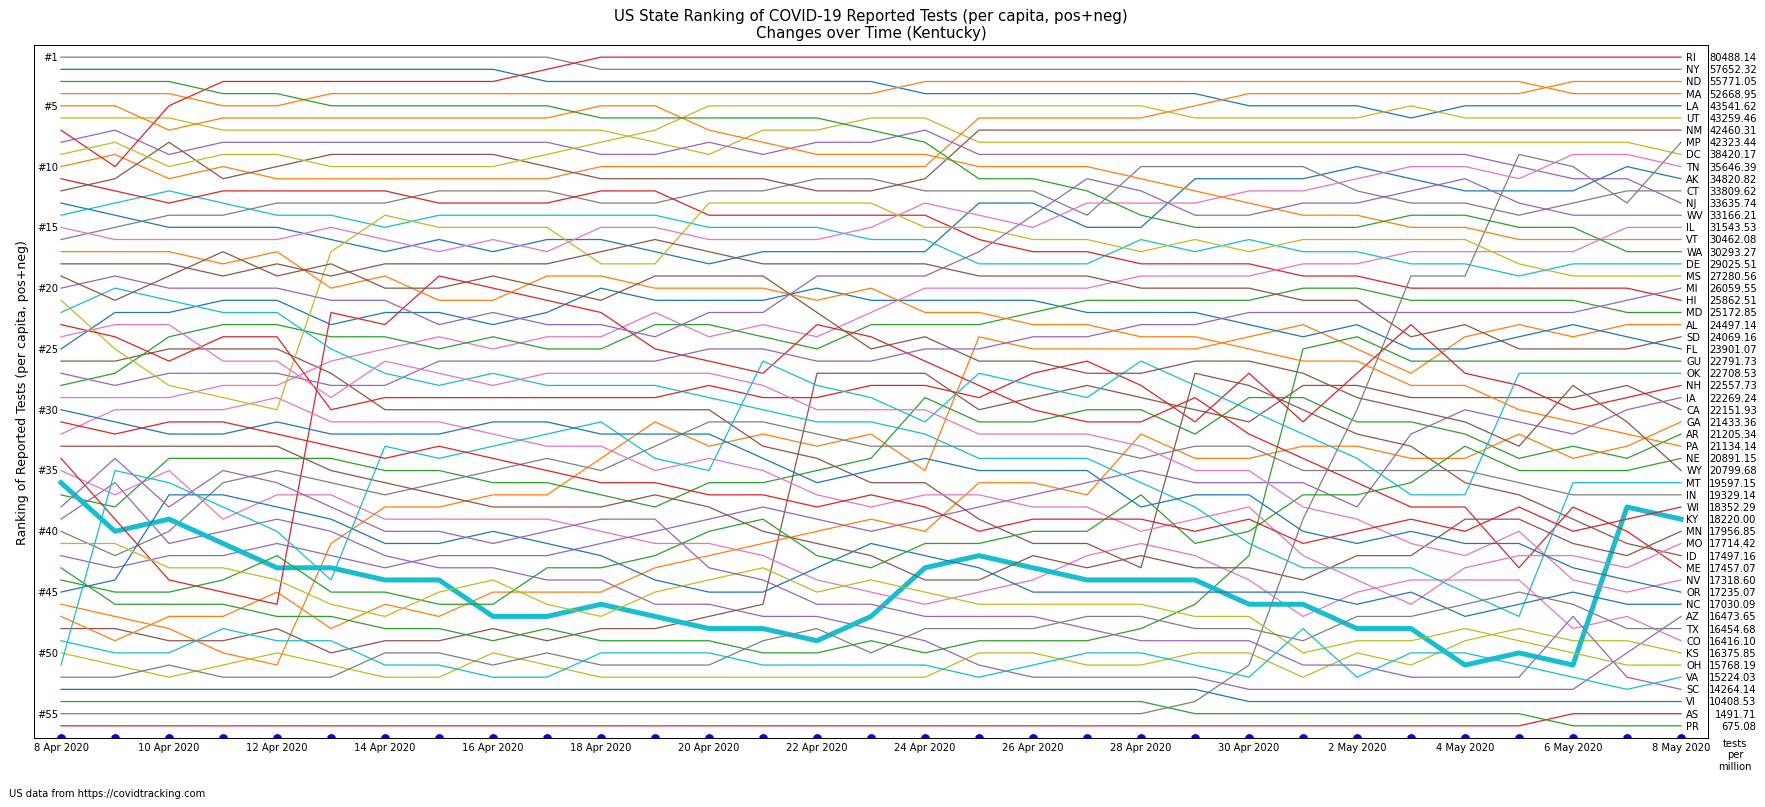 US State Ranking of COVID-19 Reported Tests (per capita, pos+neg)
Changes over Time (Kentucky)
Ranking of Reported Tests (per capita, pos+neg)
#1
#5
#10
#15
#20
#25
#30
#35
#40
#45
#50
#55
RI 80488.14
NY 57652.32
ND 55771.05
MA 52668.95
LA 43541.62
UT 43259.46
NM 42460.31
MP 42323.44
DC 38420.17
TN 35646.39
AK 34820.82
CT 33809.62
NJ 33635.74
WV 33166.21
IL 31543.53
VT 30462.08
WA 30293.27
DE 29025.51
MS 27280.56
MI 26059.55
HI 25862.51
MD 25172.85
AL 24497.14
SD 24069.16
FL 23901.07
GU 22791.73
OK 22708.53
NH 22557.73
IA 22269.24
CA 22151.93
GA 21433.36
AR 21205.34
PA 21134.14
NE 20891.15
WY 20799.68
MT 19597.15
IN 19329.14
WI 18352.29
KY 18220.00
MN 17956.85
MO 17714.42
ID 17497.16
ME 17457.07
NV 17318.60
OR 17235.07
NC 17030.09
AZ 16473.65
TX 16454.68
CO 16416.10
KS 16375.85
OH 15768.19
VA 15224.03
SC 14264.14
VI 10408.53
AS 1491.71
PR 675.08
8 Apr 2020 10 Apr 2020 12 Apr 2020 14 Apr 2020 16 Apr 2020 18 Apr 2020 20 Apr 2020 22 Apr 2020 24 Apr 2020 26 Apr 2020 28 Apr 2020 30 Apr 2020 2 May 2020 4 May 2020 6 May 2020 8 May 2020
tests
per
million
US data from https://covidtracking.com